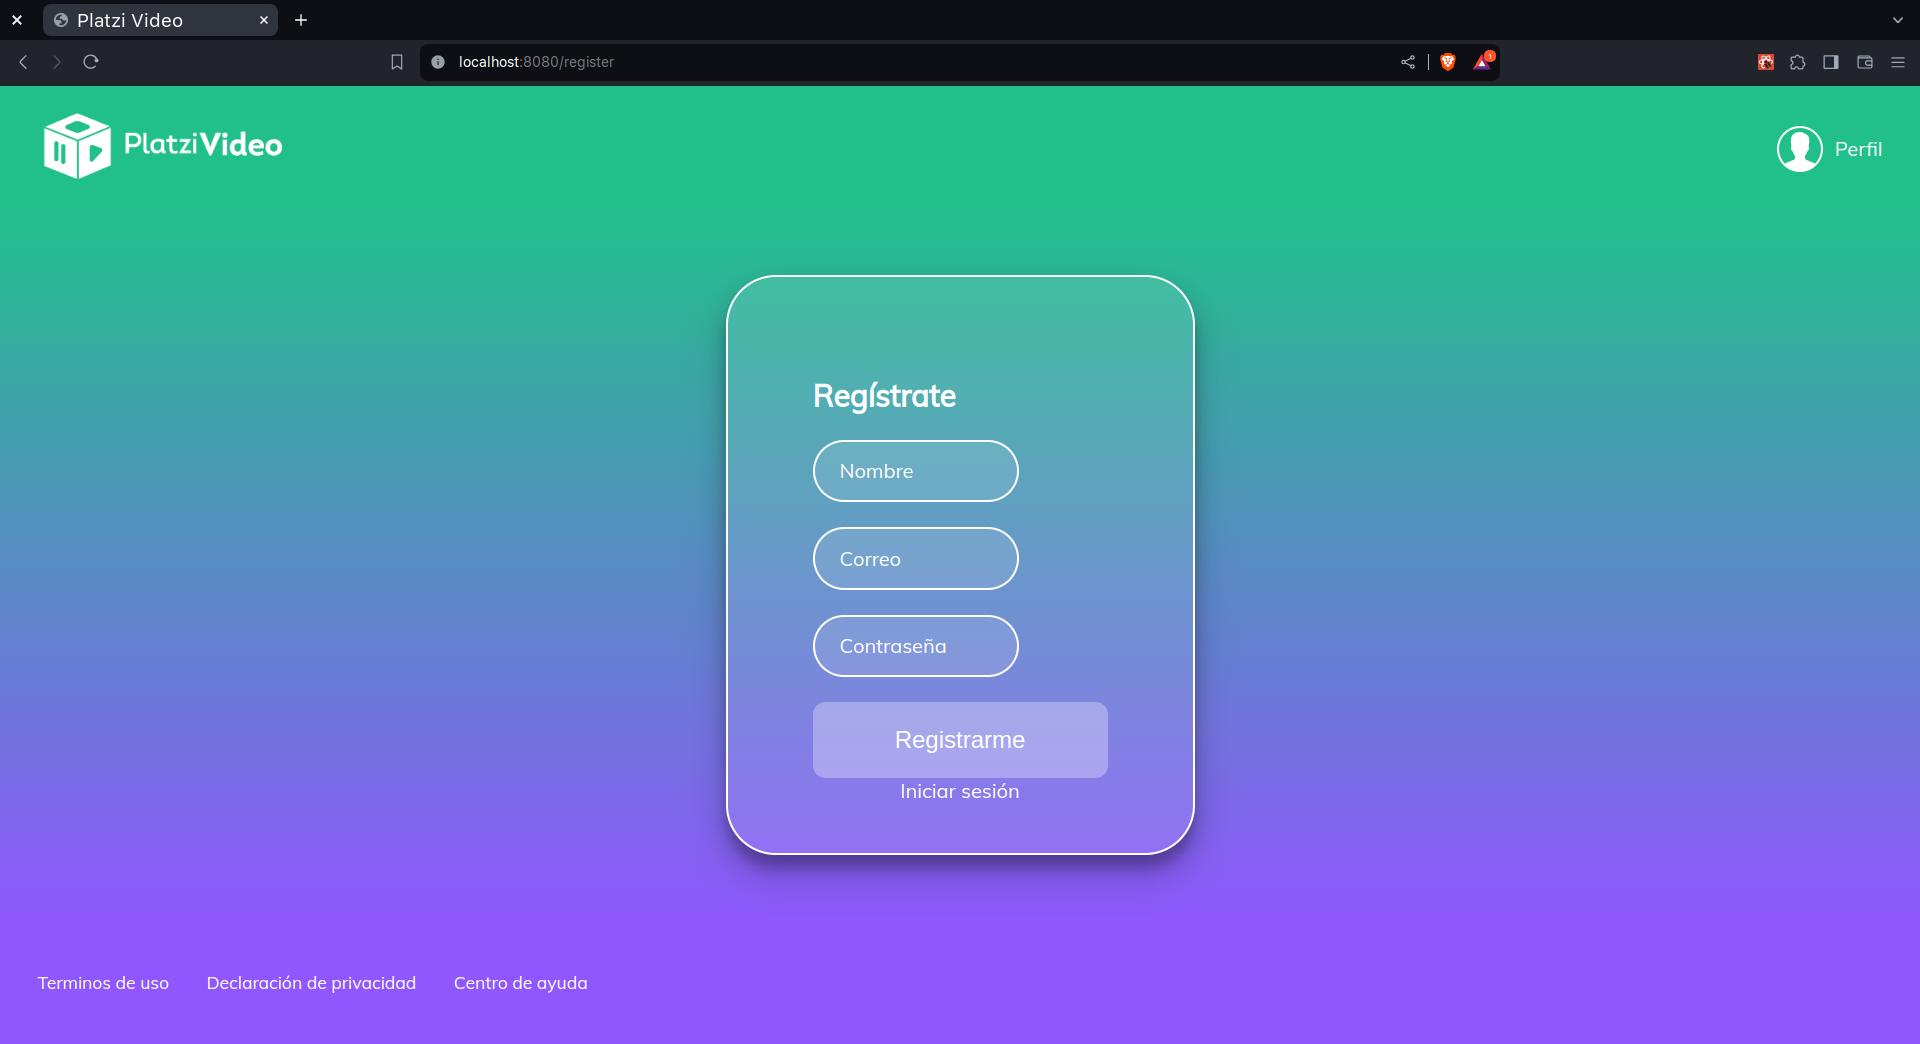 Platzi Video
localhost:8080/register
1
PlatziVideo
Perfil
Regístrate
Nombre
Correo
Contraseña
Registrarme
Iniciar sesión
Terminos de uso Declaración de privacidad Centro de ayuda